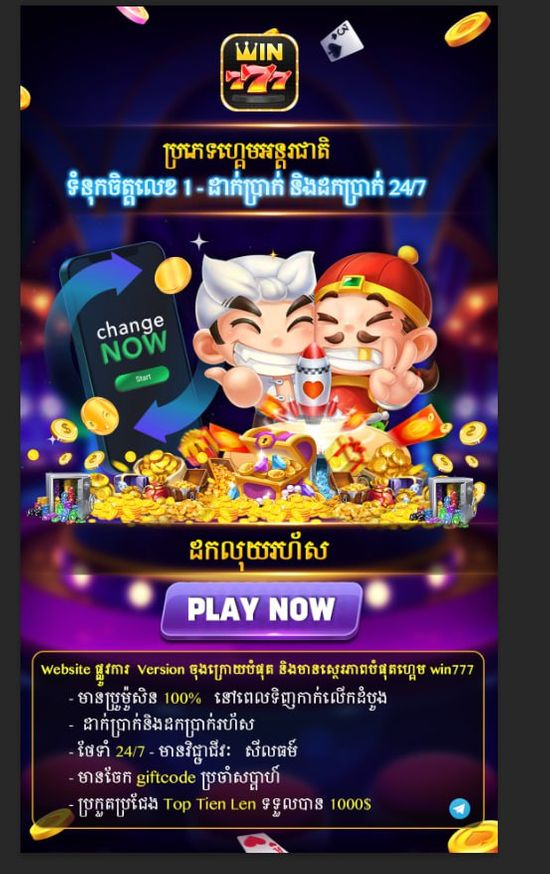 WIN
777
ប្រភេទហ្គេមអន្តរជាតិ
ទំនុកចិត្តលេខ 1 - ដាក់ប្រាក់ និងដកប្រាក់ 24/7
change
NOW
Start
ដកលុយរហ័ស
PLAY NOW
Website ផ្លូវការ Version ចុងក្រោយបំផុត និងមានស្ថេរភាពបំផុតហ្គេម win777
- មានប្រូម៉ូសិន 100% នៅពេលទិញកាក់លើកដំបូង
- ដាក់ប្រាក់និងដកប្រាក់រហ័ស
- ថែទាំ 24/7 - មានវិជ្ជាជីវៈ សីលធម៌
- មានចែក giftcode ប្រចាំសប្តាហ៍
- ប្រកួតប្រជែង Top Tien Len ទទួលបាន 1000$